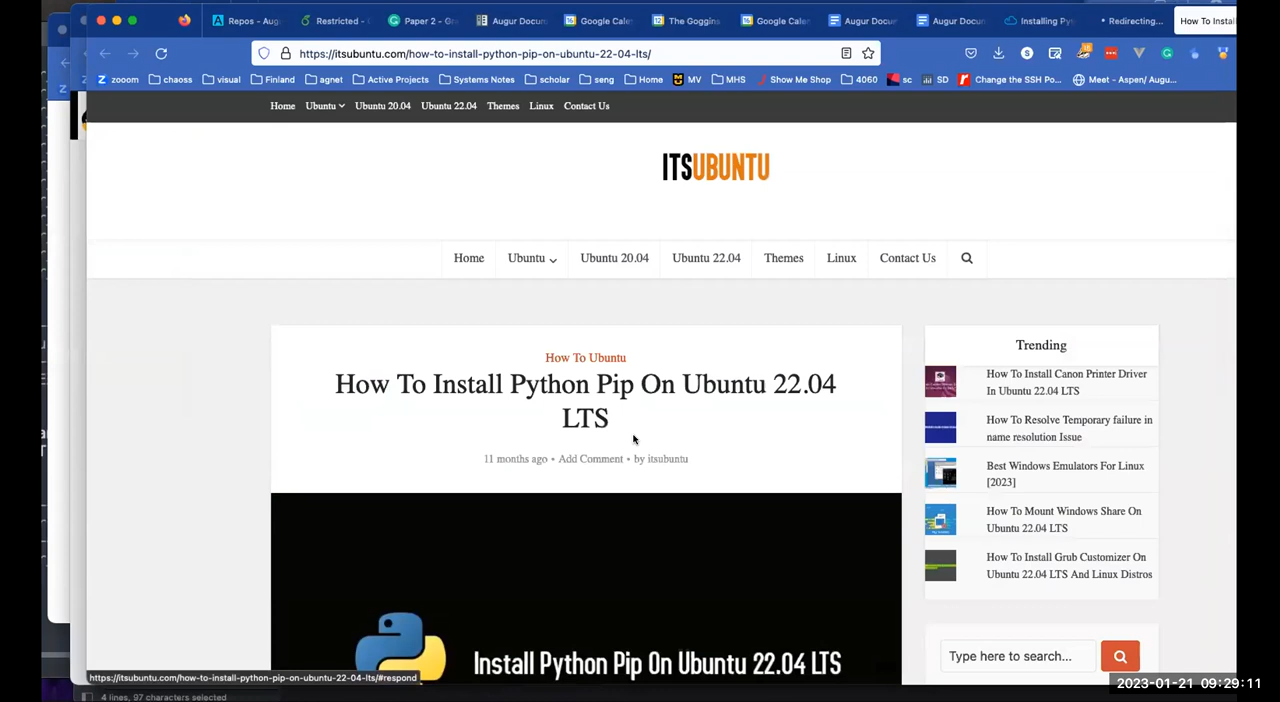 Repos - Aug
Restricted -
Paper 2 - Gra
Augur Docum
Google Calen
The Goggins
Google Calen
Augur Docu
Augur Docun
Installing Py
Redirecting...
How To Instal
https://itsubuntu.com/how-to-install-python-pip-on-ubuntu-22-04-lts/
zooom chaoss visual Finland agnet Active Projects Systems Notes scholar seng Home MV MHS Show Me Shop 4060 sc SD Change the SSH Po... Meet - Aspen/ Augu...
Home Ubuntu Ubuntu 20.04 Ubuntu 22.04 Themes Linux Contact Us
ITSUBUNTU
Home Ubuntu Ubuntu 20.04 Ubuntu 22.04 Themes Linux Contact Us
How To Ubuntu
How To Install Python Pip On Ubuntu 22.04
LTS
11 months ago • Add Comment • by itsubuntu
Install Python Pip On Ubuntu 22.04 LTS
Trending
How To Install Canon Printer Driver
In Ubuntu 22.04 LTS
How To Resolve Temporary failure in
name resolution Issue
Best Windows Emulators For Linux
[2023]
How To Mount Windows Share On
Ubuntu 22.04 LTS
How To Install Grub Customizer On
Ubuntu 22.04 LTS And Linux Distros
Type here to search...
https://itsubuntu.com/how-to-install-python-pip-on-ubuntu-22-04-lts/#respond
4 lines, 97 characters selected
2023-01-21 09:29:11